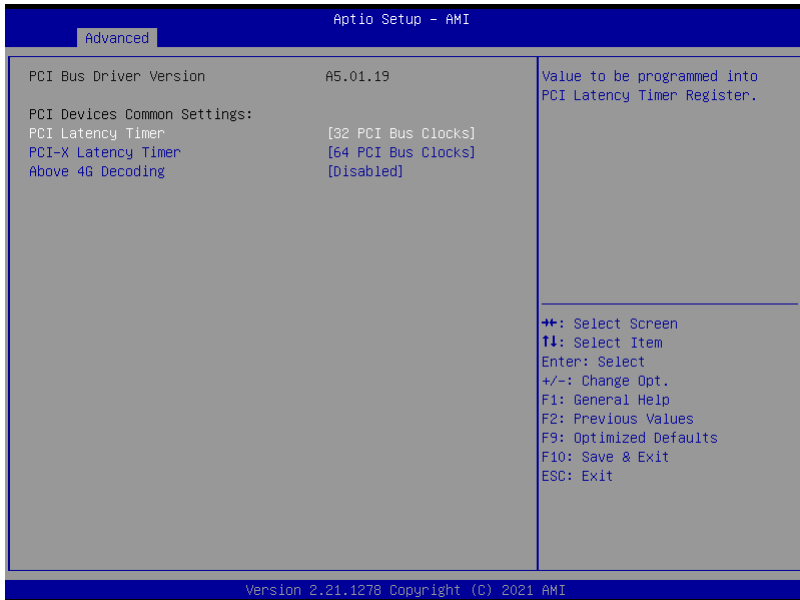 Aptio Setup – AMI
Advanced
PCI Bus Driver Version A5.01.19
PCI Devices Common Settings:
PCI Latency Timer [32 PCI Bus Clocks]
PCI-X Latency Timer [64 PCI Bus Clocks]
Above 4G Decoding [Disabled]
Value to be programmed into
PCI Latency Timer Register.
→←: Select Screen
↑↓: Select Item
Enter: Select
+/-: Change Opt.
F1: General Help
F2: Previous Values
F9: Optimized Defaults
F10: Save & Exit
ESC: Exit
Version 2.21.1278 Copyright (C) 2021 AMI